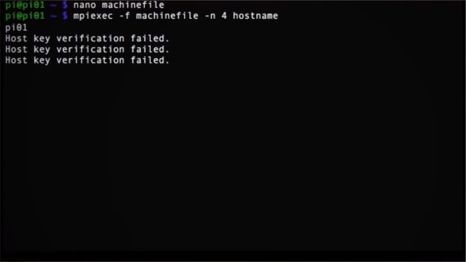 pi@pi01 ~ $ nano machinefile
pi@pi01 ~ $ mpiexec -f machinefile -n 4 hostname
pi01
Host key verification failed.
Host key verification failed.
Host key verification failed.